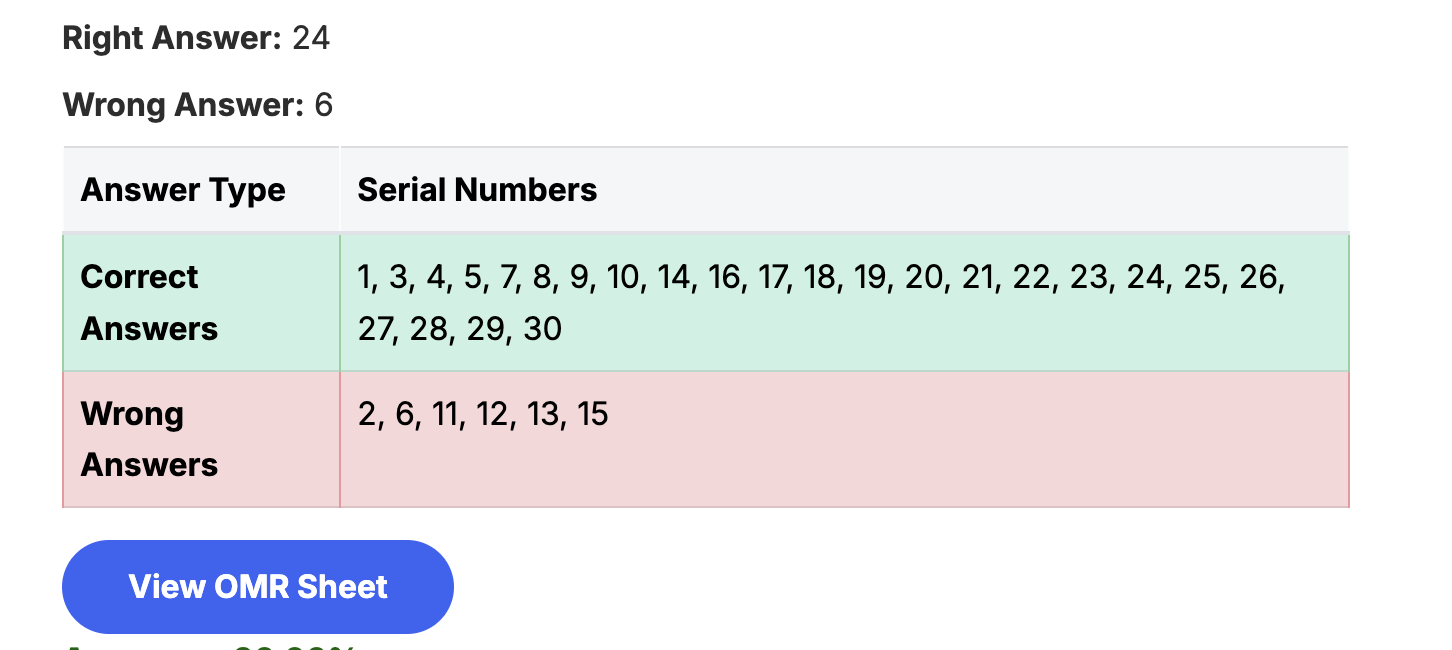 Right Answer: 24
Wrong Answer: 6
Answer Type
Serial Numbers
Correct
Answers
1, 3, 4, 5, 7, 8, 9, 10, 14, 16, 17, 18, 19, 20, 21, 22, 23, 24, 25, 26,
27, 28, 29, 30
Wrong
Answers
2, 6, 11, 12, 13, 15
View OMR Sheet